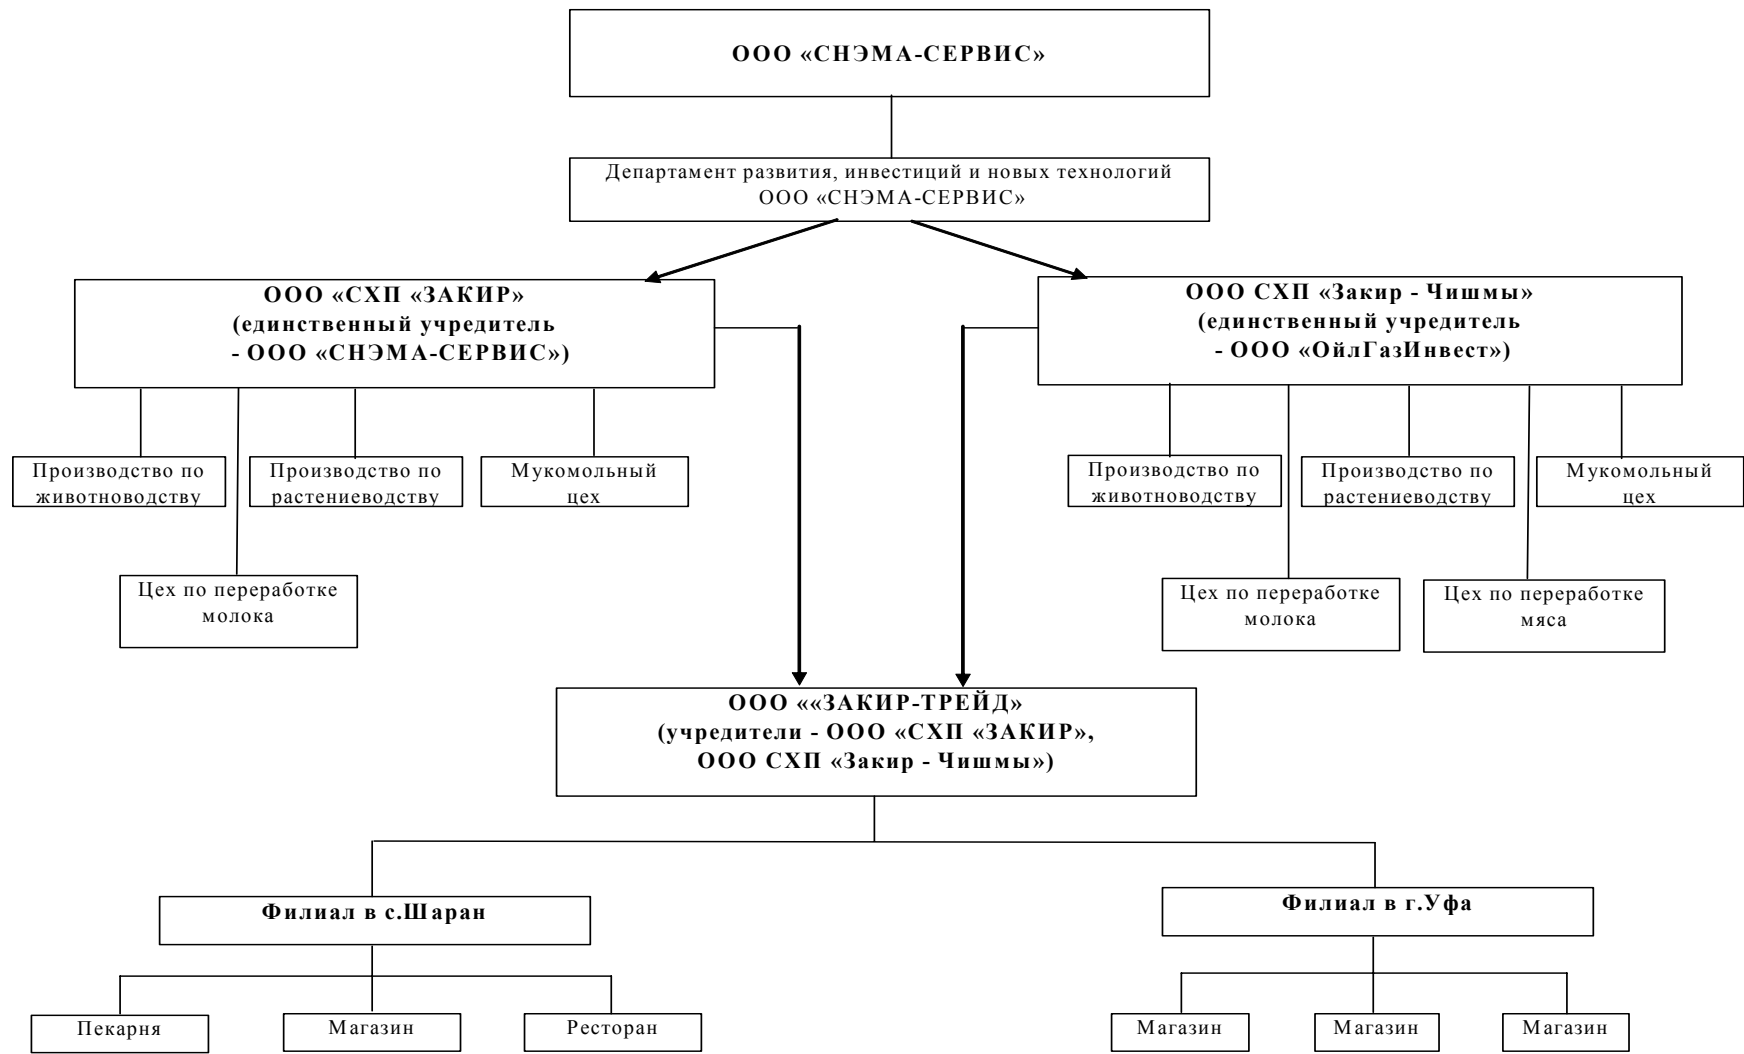 ООО «СНЭМА-СЕРВИС»
Департамент развития, инвестиций и новых технологий
ООО «СНЭМА-СЕРВИС»
ООО «СХП «ЗАКИР»
(единственный учредитель
- ООО «СНЭМА-СЕРВИС»)
ООО СХП «Закир - Чишмы»
(единственный учредитель
- ООО «ОйлГазИнвест»)
Производство по
животноводству
Производство по
растениеводству
Мукомольный
цех
Производство по
животноводству
Производство по
растениеводству
Мукомольный
цех
Цех по переработке
молока
Цех по переработке
молока
Цех по переработке
мяса
ООО ««ЗАКИР-ТРЕЙД»
(учредители - ООО «СХП «ЗАКИР»,
ООО СХП «Закир - Чишмы»)
Филиал в с.Шаран
Филиал в г.Уфа
Пекарня
Магазин
Ресторан
Магазин
Магазин
Магазин